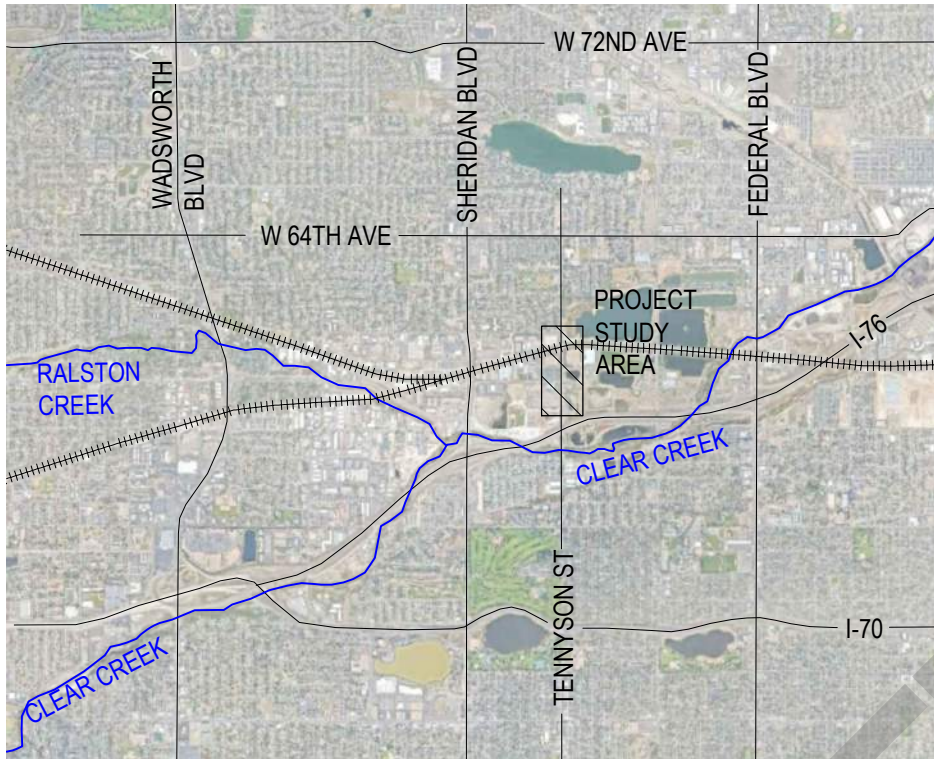 W 72ND AVE
WADSWORTH
BLVD
SHERIDAN BLVD
FEDERAL BLVD
W 64TH AVE
PROJECT
STUDY
AREA
I-76
RALSTON
CREEK
CLEAR CREEK
TENNYSON ST
I-70
CLEAR CREEK